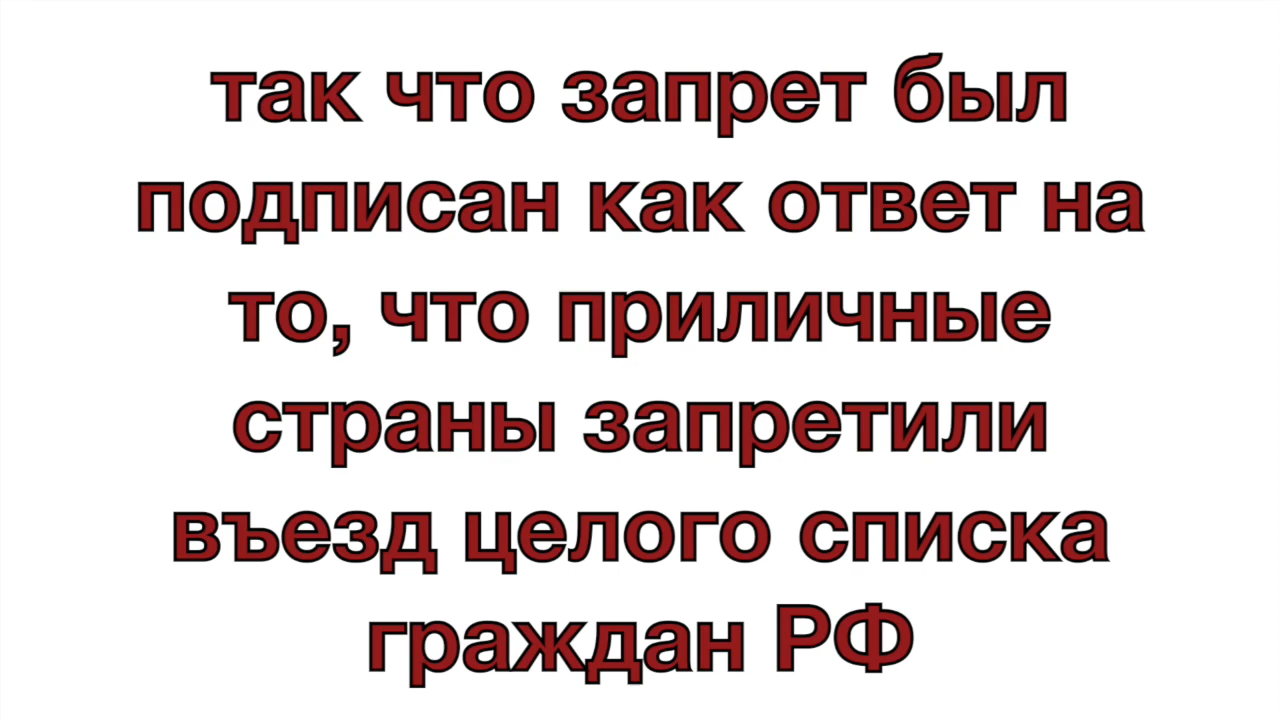 так что запрет был
подписан как ответ на
то, что приличные
страны запретили
въезд целого списка
граждан РФ